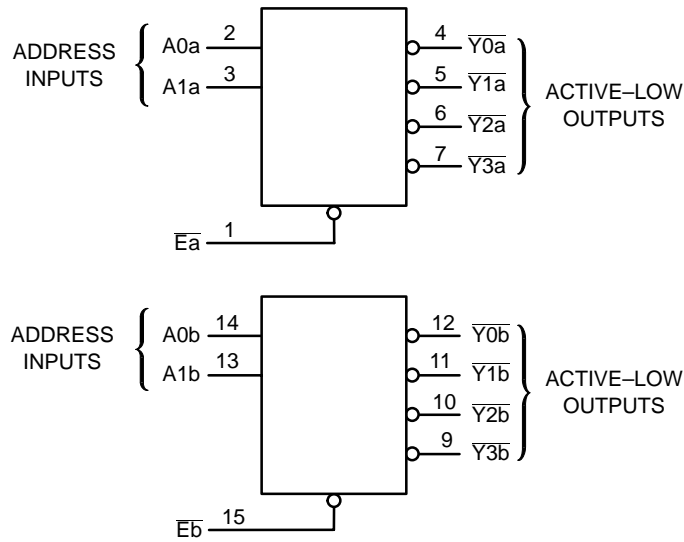 ADDRESS
INPUTS
A0a 2
A1a 3
4 Y0a
5 Y1a
6 Y2a
7 Y3a
ACTIVE–LOW
OUTPUTS
Ea 1
ADDRESS
INPUTS
A0b 14
A1b 13
12 Y0b
11 Y1b
10 Y2b
9 Y3b
ACTIVE–LOW
OUTPUTS
Eb 15